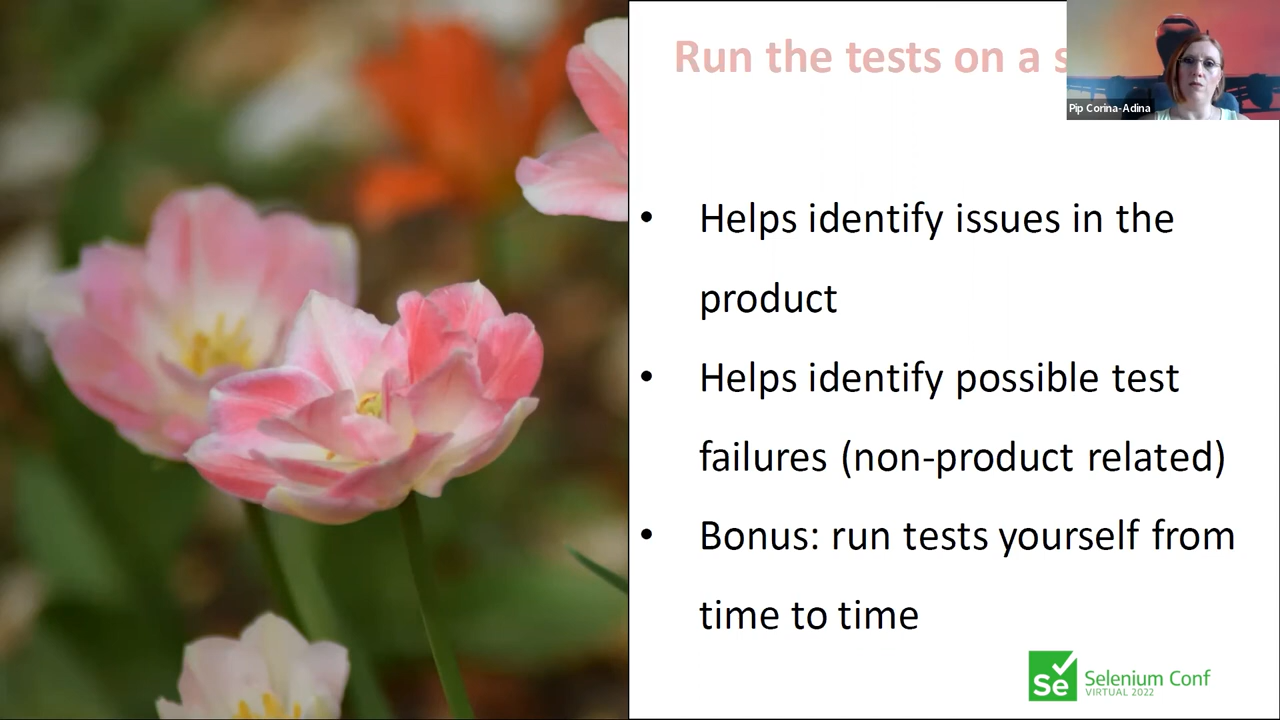 Run the tests on a s
Pip Corina-Adina
• Helps identify issues in the
product
• Helps identify possible test
failures (non-product related)
• Bonus: run tests yourself from
time to time
Se Selenium Conf
VIRTUAL 2022